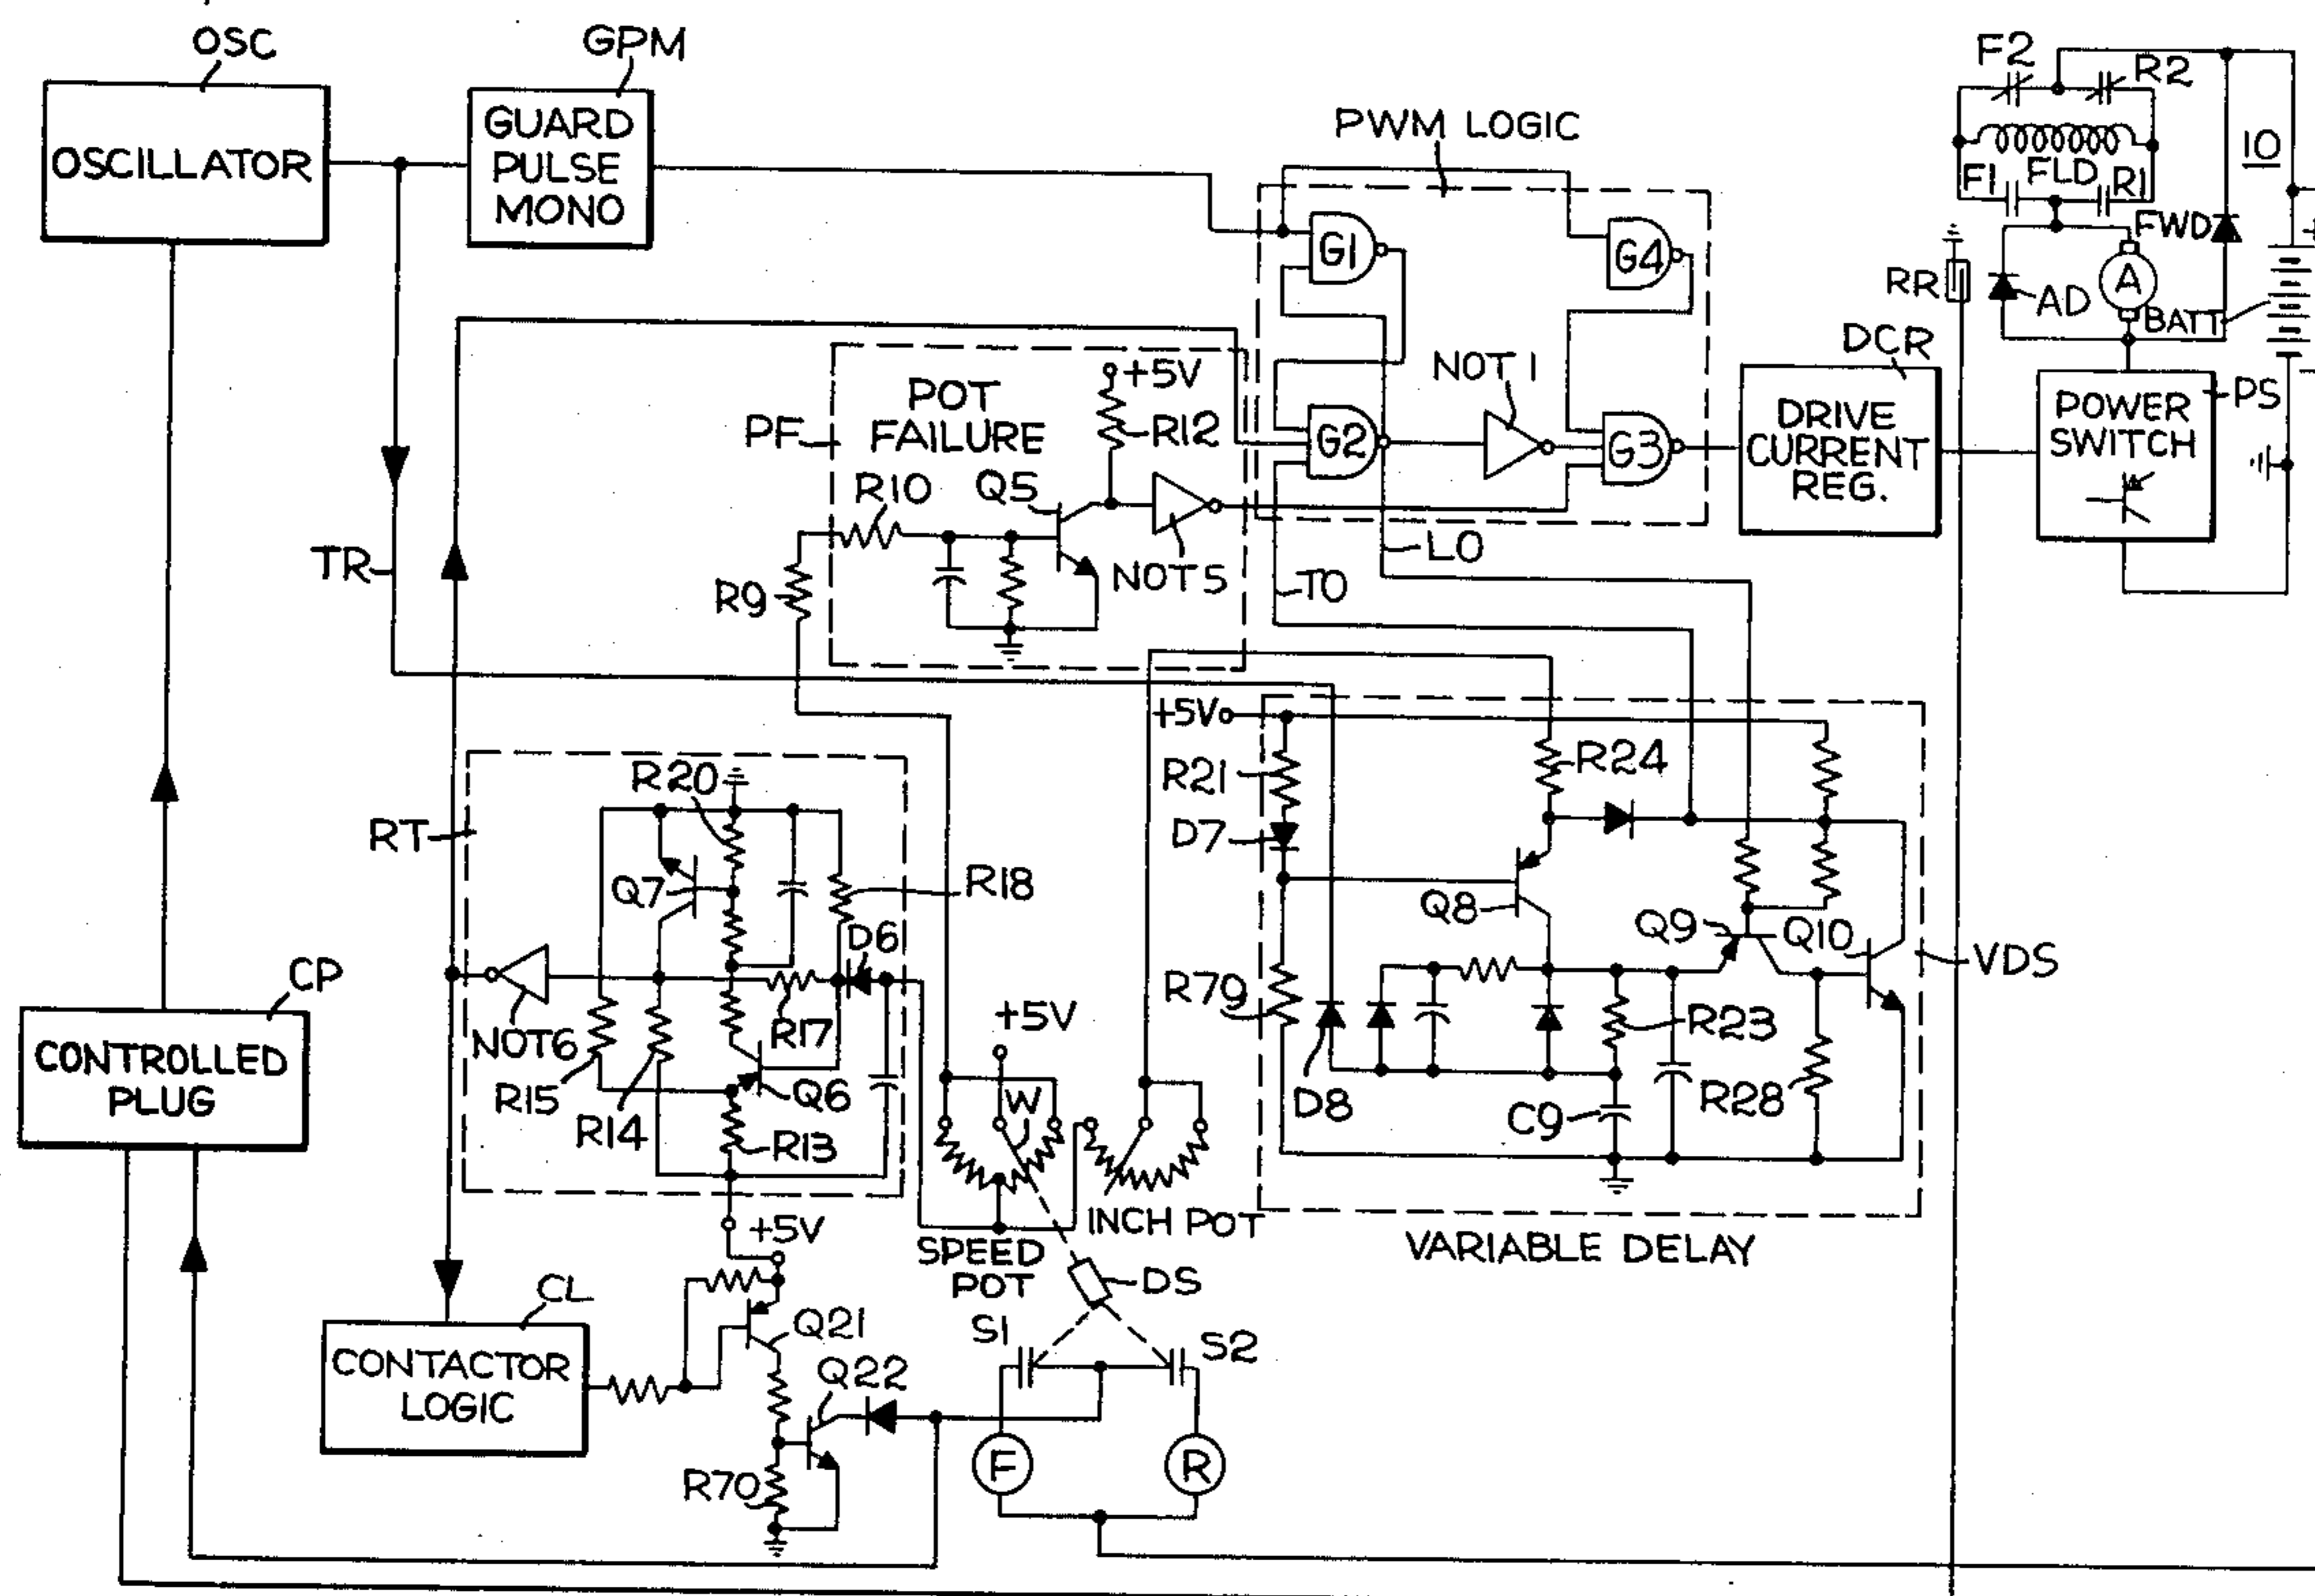 OSC
GPM
OSCILLATOR
GUARD
PULSE
MONO
PWM LOGIC
G1
G4
F2
R2
10
F1
FLD
R1
FWD
RR
AD
A
BATT
DCR
PS
POWER
SWITCH
DRIVE
CURRENT
REG.
NOT 1
G2
G3
PF
POT
FAILURE
+5V
R12
R10
Q5
NOT5
R9
TR
LO
TO
+5V
R21
D7
R24
Q8
Q9
Q10
VDS
R79
D8
R23
C9
R28
VARIABLE DELAY
RT
R20
Q7
R18
D6
NOT6
R17
R15
R14
Q6
R13
+5V
W
+5V
SPEED
POT
INCH POT
CP
CONTROLLED
PLUG
CL
CONTACTOR
LOGIC
Q21
Q22
R70
DS
S1
S2
F
R